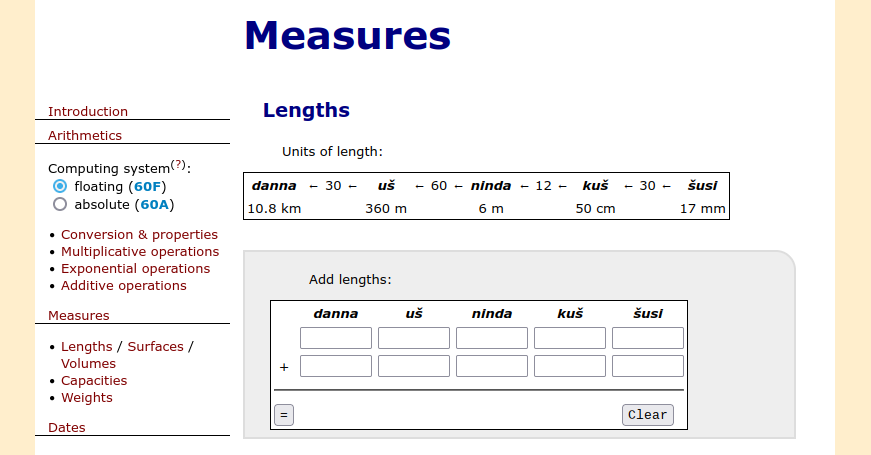 Measures
Introduction
Arithmetics
Computing system(?):
floating (60F)
absolute (60A)
• Conversion & properties
• Multiplicative operations
• Exponential operations
• Additive operations
Measures
• Lengths / Surfaces /
Volumes
• Capacities
• Weights
Dates
Lengths
Units of length:
danna ← 30 ← uš ← 60 ← ninda ← 12 ← kuš ← 30 ← šusi
10.8 km 360 m 6 m 50 cm 17 mm
Add lengths:
danna uš ninda kuš šusi
+
= Clear